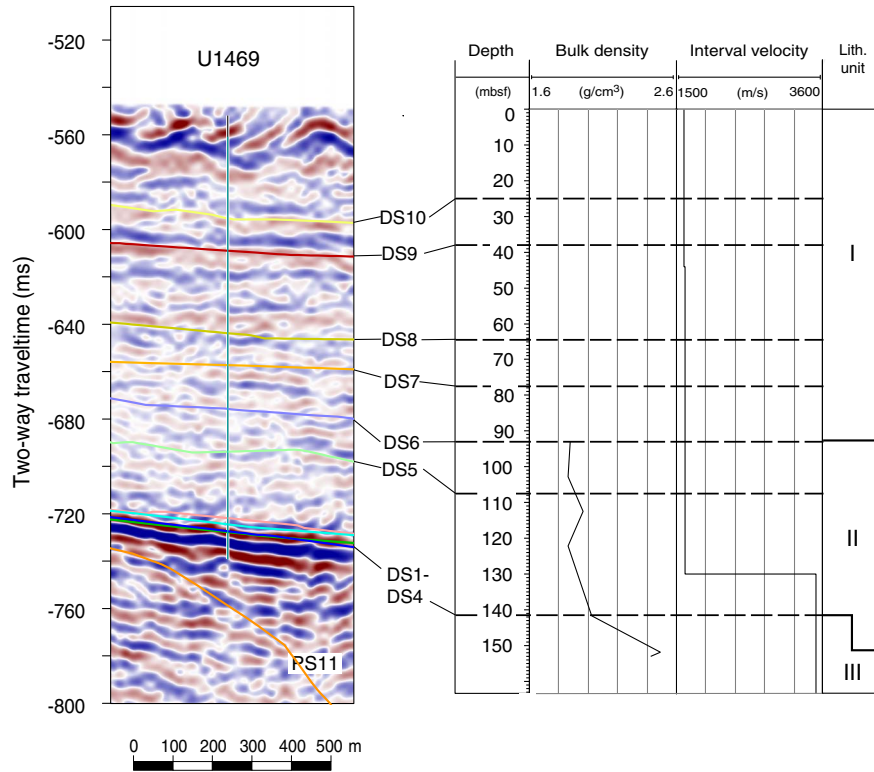 U1469
Two-way traveltime (ms)
-520
-560
-600
-640
-680
-720
-760
-800
DS10
DS9
DS8
DS7
DS6
DS5
DS1-
DS4
PS11
0 100 200 300 400 500 m
Depth Bulk density Interval velocity Lith.
unit
(mbsf) 1.6 (g/cm³) 2.6 1500 (m/s) 3600
0
10
20
30
40
50
60
70
80
90
100
110
120
130
140
150
I
II
III